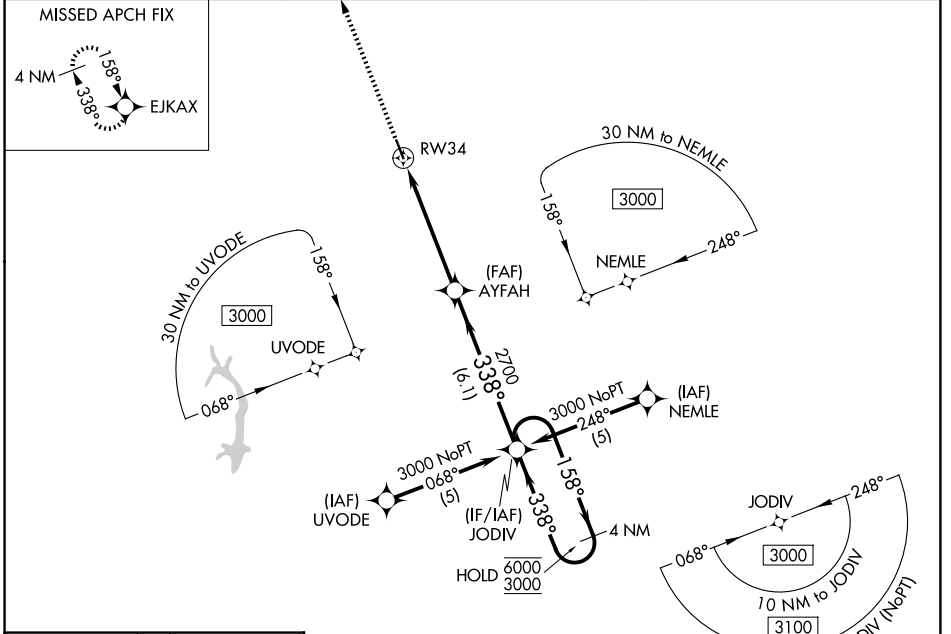 MISSED APCH FIX
4 NM
158°
338°
EJKAX
RW34
30 NM to NEMLE
3000
158°
248°
NEMLE
30 NM to UVODE
158°
3000
UVODE
068°
(FAF)
AYFAH
2700
338°
(6.1)
3000 NoPT
248°
(5)
(IAF)
NEMLE
3000 NoPT
068°
(5)
(IAF)
UVODE
(IF/IAF)
JODIV
338°
158°
4 NM
HOLD
6000
3000
JODIV
248°
068°
3000
10 NM to JODIV
3100
DIV (NoPT)